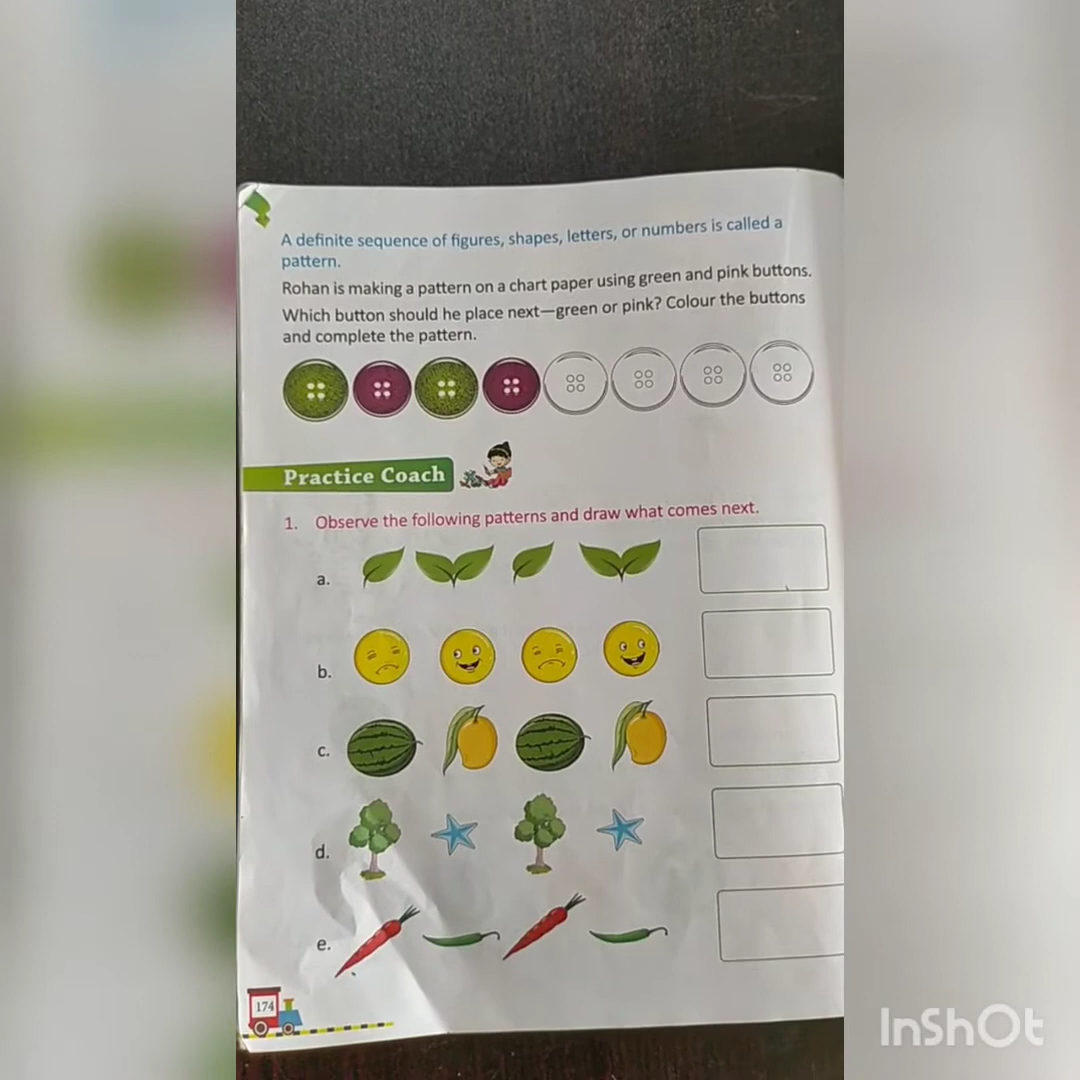 A definite sequence of figures, shapes, letters, or numbers is called a
pattern.
Rohan is making a pattern on a chart paper using green and pink buttons.
Which button should he place next—green or pink? Colour the buttons
and complete the pattern.
Practice Coach
1. Observe the following patterns and draw what comes next.
a.
b.
c.
d.
e.
174
InShOt